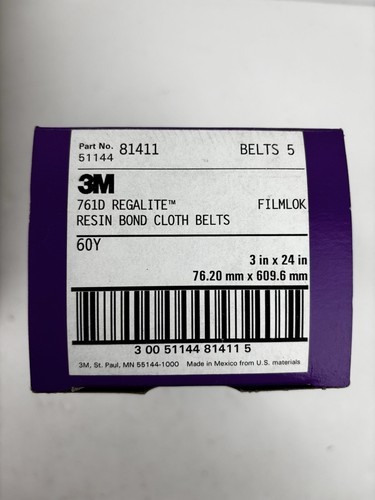 Part No. 81411 BELTS 5
51144
3M
761D REGALITE™ FILMLOK
RESIN BOND CLOTH BELTS
60Y
3 in x 24 in
76.20 mm x 609.6 mm
3 00 51144 81411 5
3M, St. Paul, MN 55144-1000 Made in Mexico from U.S. materials